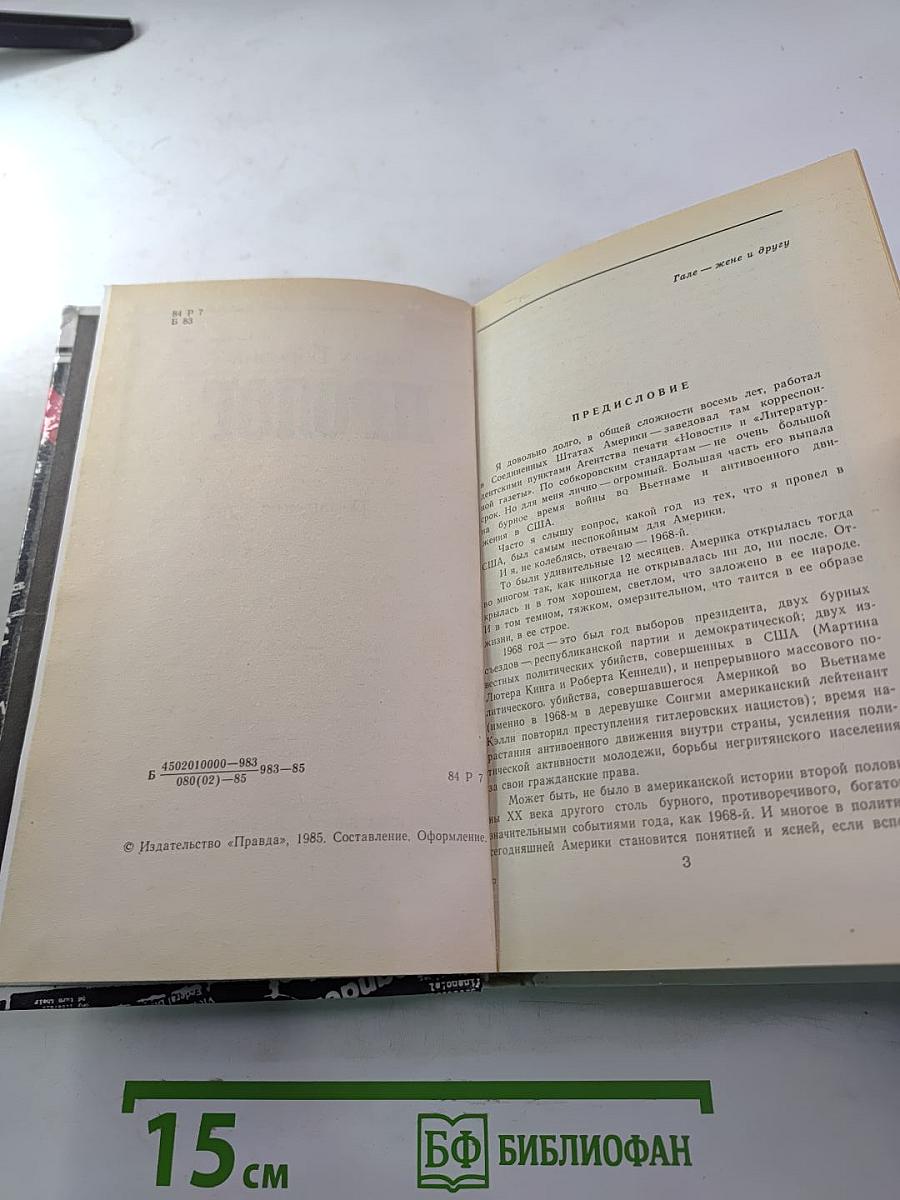 84 Р 7
Б 83
Б 4502010000—983 983—85
080(02)—85
84 Р 7
© Издательство «Правда», 1985. Составление. Оформление.
Гале — жене и другу
ПРЕДИСЛОВИЕ
Я довольно долго, в общей сложности восемь лет, работал
в Соединенных Штатах Америки — заведовал там корреспон-
дентскими пунктами Агентства печати «Новости» и «Литератур-
ной газеты». По собкоровским стандартам — не очень большой
срок. Но для меня лично — огромный. Большая часть его выпала
на бурное время войны во Вьетнаме и антивоенного дви-
жения в США.
Часто я слышу вопрос, какой год из тех, что я провел в
США, был самым неспокойным для Америки.
И я, не колеблясь, отвечаю — 1968-й.
То были удивительные 12 месяцев. Америка открылась тогда
во многом так, как никогда не открывалась ни до, ни после. От-
крылась и в том хорошем, светлом, что заложено в ее народе.
И в том темном, тяжком, омерзительном, что таится в ее образе
жизни, в ее строе.
1968 год — это был год выборов президента, двух бурных
съездов — республиканской партии и демократической; двух из-
вестных политических убийств, совершенных в США (Мартина
Лютера Кинга и Роберта Кеннеди), и непрерывного массового по-
литического убийства, совершавшегося Америкой во Вьетнаме
(именно в 1968-м в деревушке Сонгми американский лейтенант
Кэлли повторил преступления гитлеровских нацистов); время на-
растания антивоенного движения внутри страны, усиления поли-
тической активности молодежи, борьбы негритянского населения
за свои гражданские права.
Может быть, не было в американской истории второй полови
ны XX века другого столь бурного, противоречивого, богатог
значительными событиями года, как 1968-й. И многое в полити
сегодняшней Америки становится понятней и ясней, если вспо
3
15 см
БФ БИБЛИОФАН